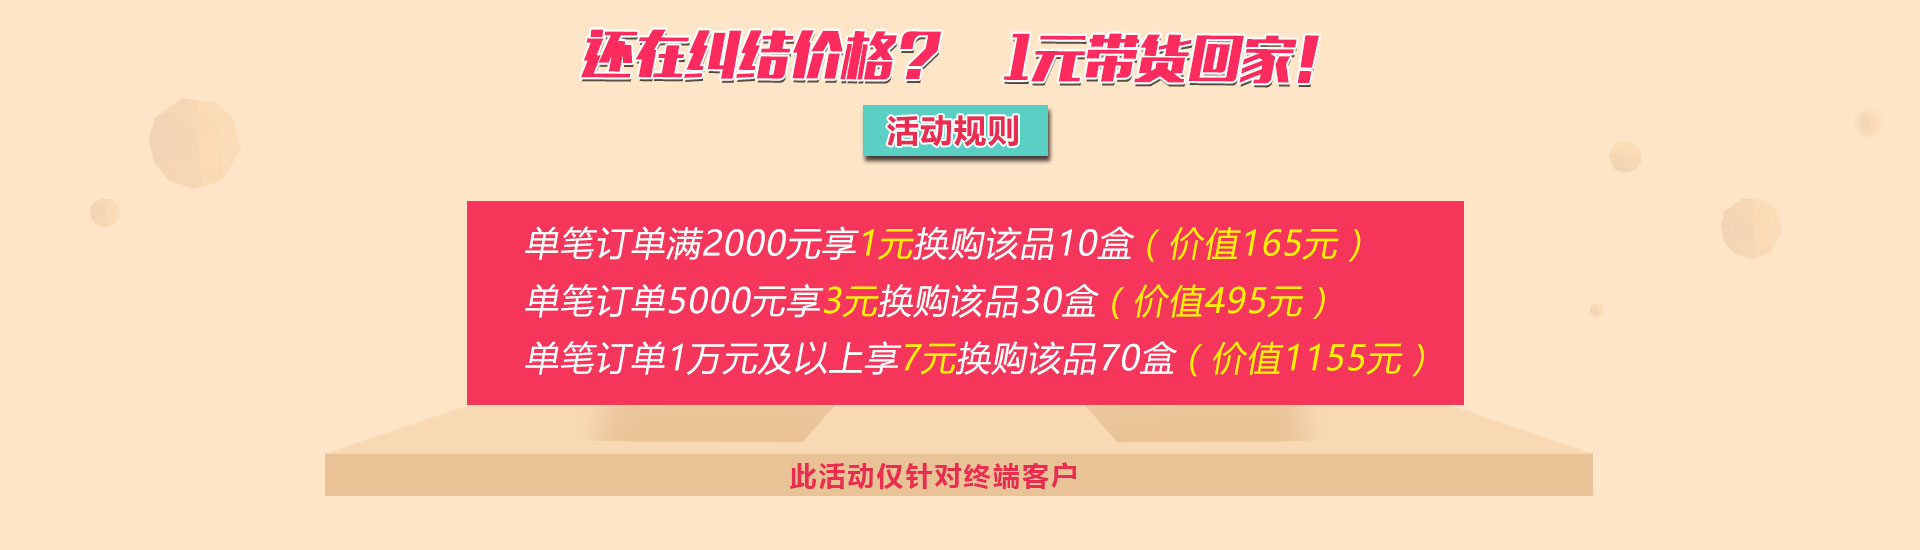 还在纠结价格? 1元带货回家!
活动规则
单笔订单满2000元享1元换购该品10盒（价值165元）
单笔订单5000元享3元换购该品30盒（价值495元）
单笔订单1万元及以上享7元换购该品70盒（价值1155元）
此活动仅针对终端客户